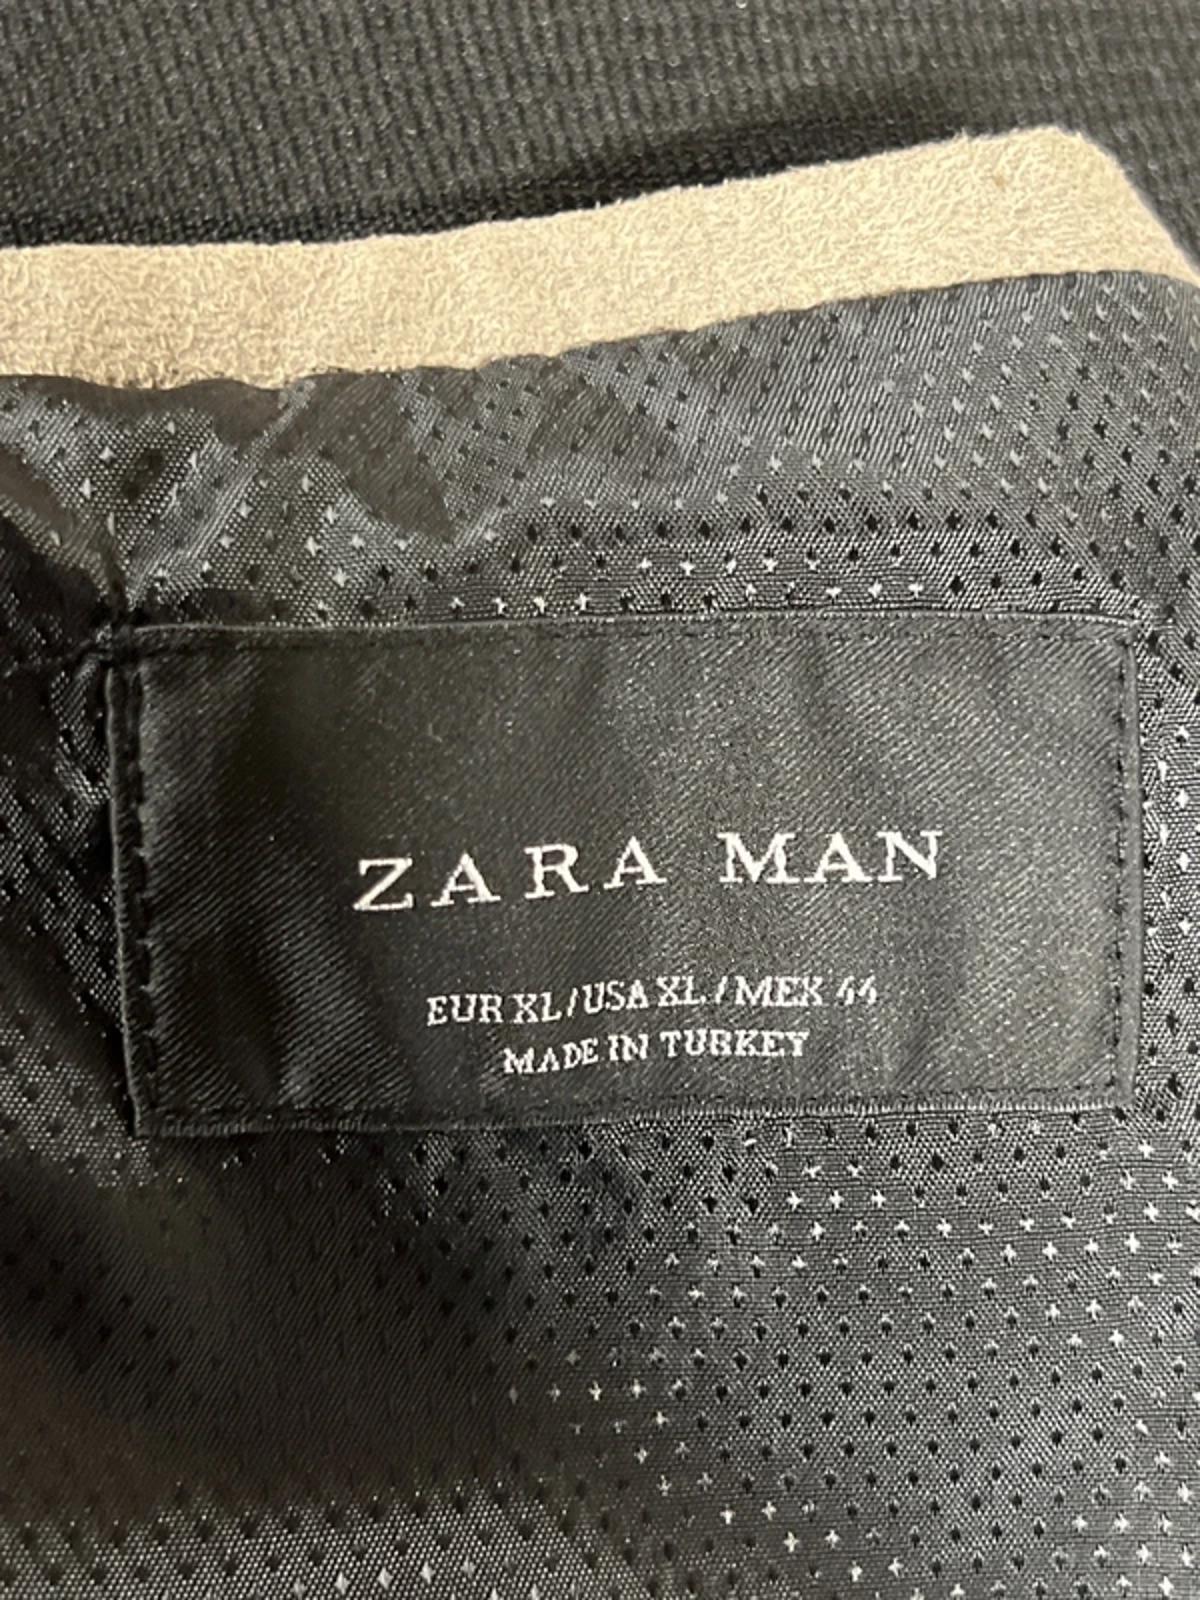 ZARA MAN
EUR XL / USA XL / MEX 44
MADE IN TURKEY